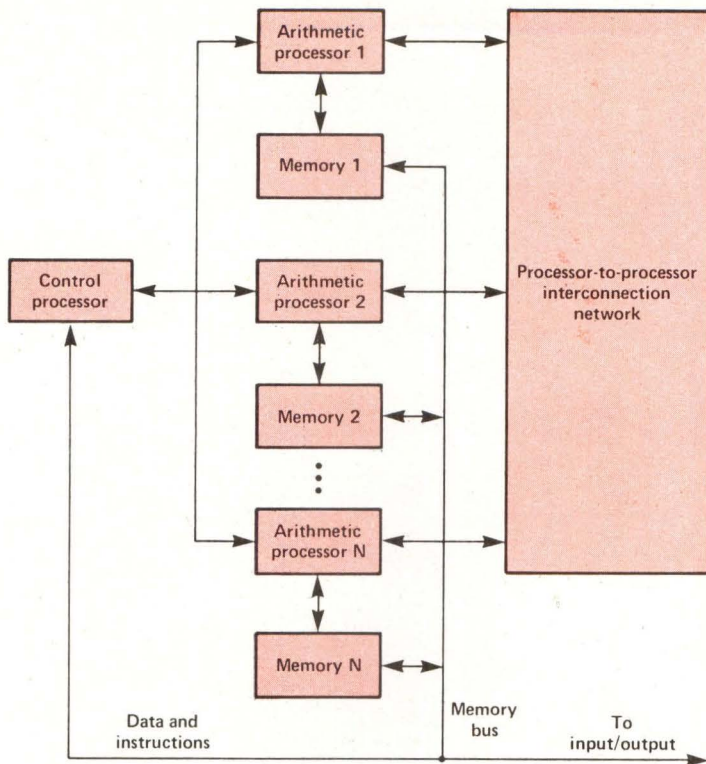 Arithmetic
processor 1
Memory 1
Control
processor
Arithmetic
processor 2
Processor-to-processor
interconnection
network
Memory 2
Arithmetic
processor N
Memory N
Data and
instructions
Memory
bus
To
input/output